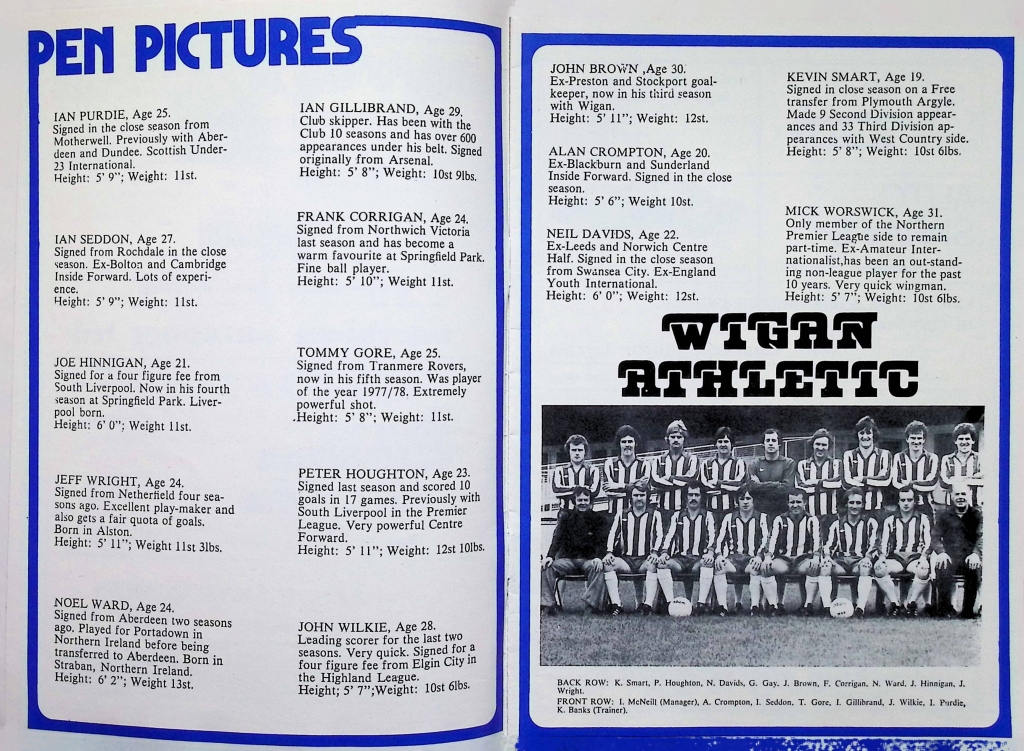 PEN PICTURES
IAN PURDIE, Age 25.
Signed in the close season from
Motherwell. Previously with Aber-
deen and Dundee. Scottish Under-
23 International.
Height: 5' 9"; Weight: 11st.
IAN SEDDON, Age 27.
Signed from Rochdale in the close
season. Ex-Bolton and Cambridge
Inside Forward. Lots of experi-
ence.
Height: 5' 9"; Weight: 11st.
JOE HINNIGAN, Age 21.
Signed for a four figure fee from
South Liverpool. Now in his fourth
season at Springfield Park. Liver-
pool born.
Height: 6' 0"; Weight 11st.
JEFF WRIGHT, Age 24.
Signed from Netherfield four sea-
sons ago. Excellent play-maker and
also gets a fair quota of goals.
Born in Alston.
Height: 5' 11"; Weight 11st 3lbs.
NOEL WARD, Age 24.
Signed from Aberdeen two seasons
ago. Played for Portadown in
Northern Ireland before being
transferred to Aberdeen. Born in
Straban, Northern Ireland.
Height: 6' 2"; Weight 13st.
IAN GILLIBRAND, Age 29.
Club skipper. Has been with the
Club 10 seasons and has over 600
appearances under his belt. Signed
originally from Arsenal.
Height: 5' 8"; Weight: 10st 9lbs.
FRANK CORRIGAN, Age 24.
Signed from Northwich Victoria
last season and has become a
warm favourite at Springfield Park.
Fine ball player.
Height: 5' 10"; Weight: 11st.
TOMMY GORE, Age 25.
Signed from Tranmere Rovers,
now in his fifth season. Was player
of the year 1977/78. Extremely
powerful shot.
Height: 5' 8"; Weight: 11st.
PETER HOUGHTON, Age 23.
Signed last season and scored 10
goals in 17 games. Previously with
South Liverpool in the Premier
League. Very powerful Centre
Forward.
Height: 5' 11"; Weight: 12st 10lbs.
JOHN WILKIE, Age 28.
Leading scorer for the last two
seasons. Very quick. Signed for a
four figure fee from Elgin City in
the Highland League.
Height; 5' 7";Weight: 10st 6lbs.
JOHN BROWN ,Age 30.
Ex-Preston and Stockport goal-
keeper, now in his third season
with Wigan.
Height: 5' 11"; Weight: 12st.
ALAN CROMPTON, Age 20.
Ex-Blackburn and Sunderland
Inside Forward. Signed in the close
season.
Height: 5' 6"; Weight 10st.
NEIL DAVIDS, Age 22.
Ex-Leeds and Norwich Centre
Half. Signed in the close season
from Swansea City. Ex-England
Youth International.
Height: 6' 0"; Weight: 12st.
KEVIN SMART, Age 19.
Signed in close season on a Free
transfer from Plymouth Argyle.
Made 9 Second Division appear-
ances and 33 Third Division ap-
pearances with West Country side.
Height: 5' 8"; Weight: 10st 6lbs.
MICK WORSWICK, Age 31.
Only member of the Northern
Premier League side to remain
part-time. Ex-Amateur Inter-
nationalist,has been an out-stand-
ing non-league player for the past
10 years. Very quick wingman.
Height: 5' 7"; Weight: 10st 6lbs.
WIGAN
ATHLETIC
BACK ROW: K. Smart, P. Houghton, N. Davids, G. Gay, J. Brown, F. Corrigan, N. Ward, J. Hinnigan, J.
Wright.
FRONT ROW: I. McNeill (Manager), A. Crompton, I. Seddon, T. Gore, I. Gillibrand, J. Wilkie, I. Purdie,
K. Banks (Trainer).